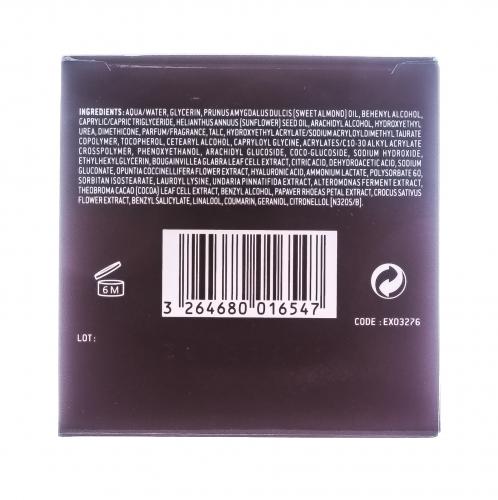 INGREDIENTS: AQUA/WATER, GLYCERIN, PRUNUS AMYGDALUS DULCIS (SWEET ALMOND) OIL, BEHENYL ALCOHOL,
CAPRYLIC/CAPRIC TRIGLYCERIDE, HELIANTHUS ANNUUS (SUNFLOWER) SEED OIL, ARACHIDYL ALCOHOL, HYDROXYETHYL
UREA, DIMETHICONE, PARFUM/FRAGRANCE, TALC, HYDROXYETHYL ACRYLATE/SODIUM ACRYLOYLDIMETHYL TAURATE
COPOLYMER, TOCOPHEROL, CETEARYL ALCOHOL, CAPRYLOYL GLYCINE, ACRYLATES/C10-30 ALKYL ACRYLATE
CROSSPOLYMER, PHENOXYETHANOL, ARACHIDYL GLUCOSIDE, COCO-GLUCOSIDE, SODIUM HYDROXIDE,
ETHYLHEXYLGLYCERIN, BOUGAINVILLEA GLABRA LEAF CELL EXTRACT, CITRIC ACID, DEHYDROACETIC ACID, SODIUM
GLUCONATE, OPUNTIA COCCINELLIFERA FLOWER EXTRACT, HYALURONIC ACID, AMMONIUM LACTATE, POLYSORBATE 60,
SORBITAN ISOSTEARATE, LAUROYL LYSINE, UNDARIA PINNATIFIDA EXTRACT, ALTEROMONAS FERMENT EXTRACT,
THEOBROMA CACAO (COCOA) LEAF CELL EXTRACT, BENZYL ALCOHOL, PAPAVER RHOEAS PETAL EXTRACT, CROCUS SATIVUS
FLOWER EXTRACT, BENZYL SALICYLATE, LINALOOL, COUMARIN, GERANIOL, CITRONELLOL [N3205/B].
6M
3 264680 016547
CODE : EX03276
LOT :